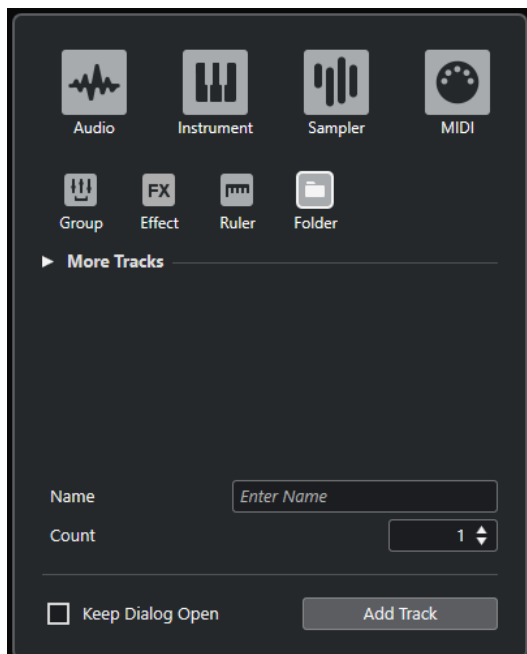 Audio Instrument Sampler MIDI
FX
Group Effect Ruler Folder
More Tracks
Name Enter Name
Count 1
Keep Dialog Open Add Track